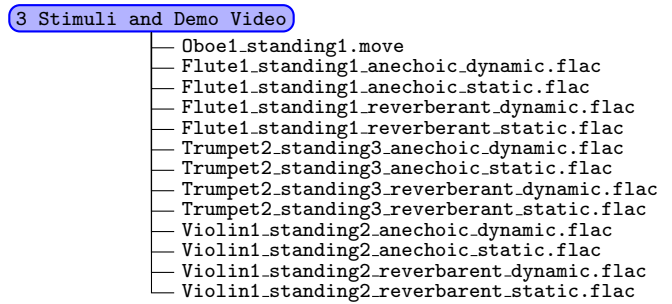 3 Stimuli and Demo Video
Oboe1_standing1.move
Flute1_standing1_anechoic_dynamic.flac
Flute1_standing1_anechoic_static.flac
Flute1_standing1_reverberant_dynamic.flac
Flute1_standing1_reverberant_static.flac
Trumpet2_standing3_anechoic_dynamic.flac
Trumpet2_standing3_anechoic_static.flac
Trumpet2_standing3_reverberant_dynamic.flac
Trumpet2_standing3_reverberant_static.flac
Violin1_standing2_anechoic_dynamic.flac
Violin1_standing2_anechoic_static.flac
Violin1_standing2_reverbarent_dynamic.flac
Violin1_standing2_reverbarent_static.flac